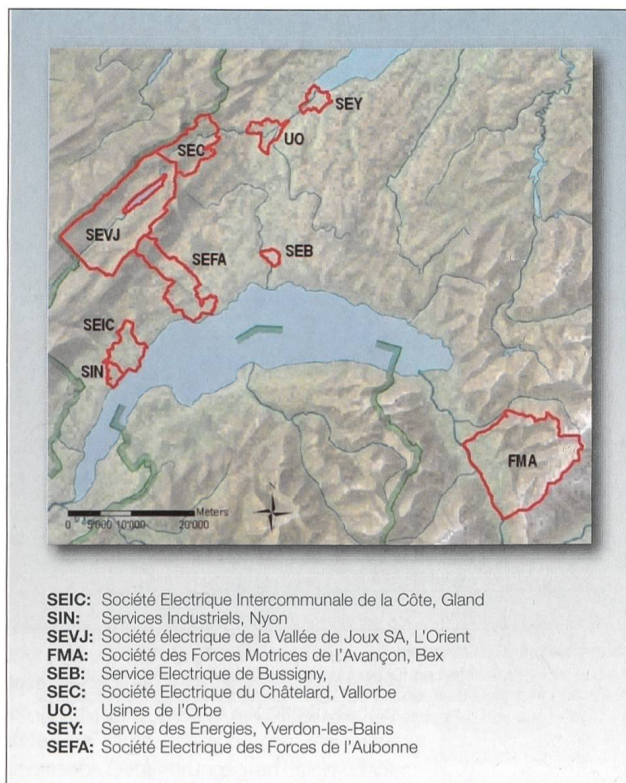 SEY
UO
SEC
SEVJ
SEFA
SEB
SEIC
SIN
FMA
N
Meters
0 5'000 10'000 20'000
SEIC: Société Electrique Intercommunale de la Côte, Gland
SIN: Services Industriels, Nyon
SEVJ: Société électrique de la Vallée de Joux SA, L'Orient
FMA: Société des Forces Motrices de l'Avançon, Bex
SEB: Service Electrique de Bussigny,
SEC: Société Electrique du Châtelard, Vallorbe
UO: Usines de l'Orbe
SEY: Service des Energies, Yverdon-les-Bains
SEFA: Société Electrique des Forces de l'Aubonne